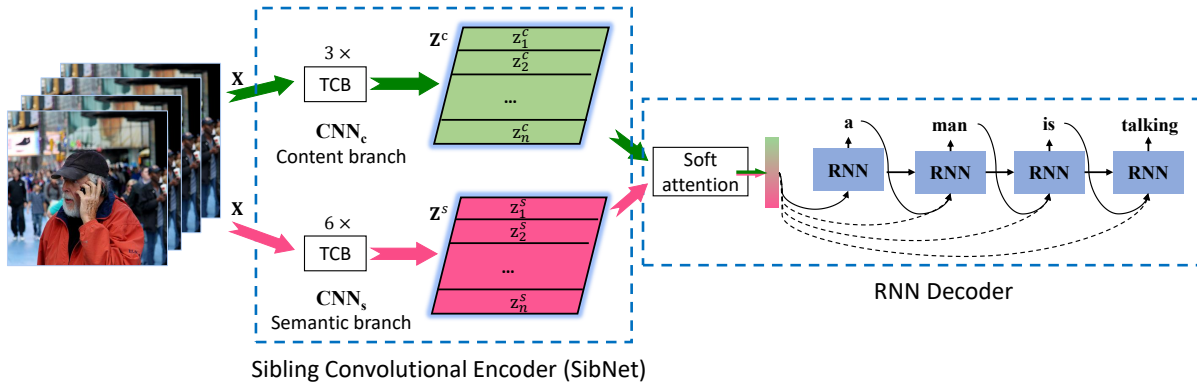 X
3 ×
TCB
CNN_c
Content branch
Z^c
z_1^c
z_2^c
...
z_n^c
X
6 ×
TCB
CNN_s
Semantic branch
Z^s
z_1^s
z_2^s
...
z_n^s
Sibling Convolutional Encoder (SibNet)
Soft
attention
a man is talking
RNN RNN RNN RNN
RNN Decoder